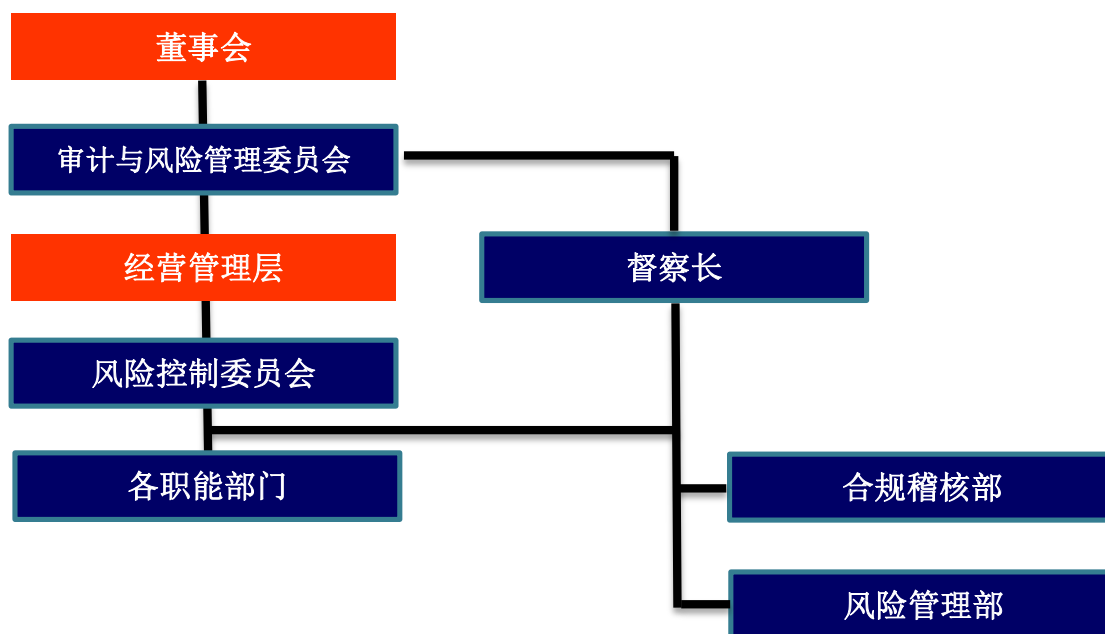 董事会
审计与风险管理委员会
经营管理层
督察长
风险控制委员会
各职能部门
合规稽核部
风险管理部